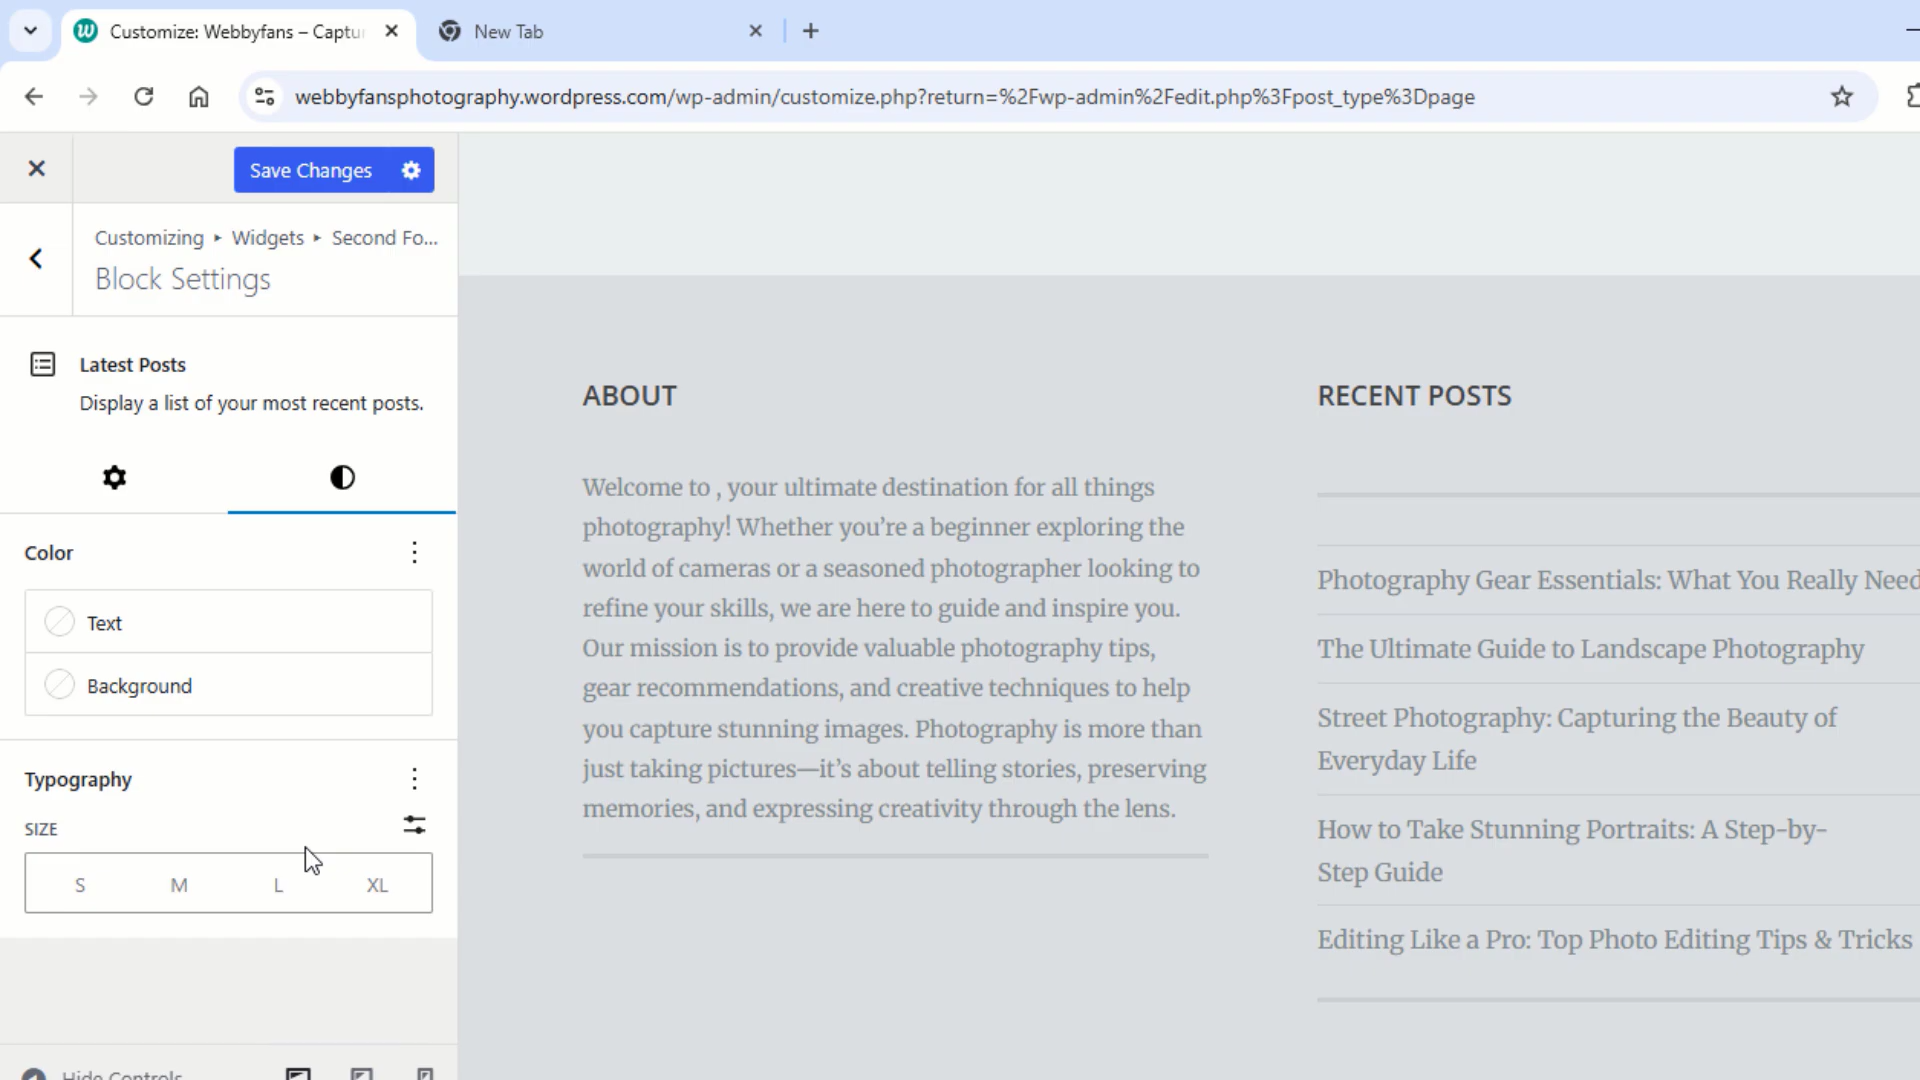 Customize: Webbyfans – Captu
New Tab
webbyfansphotography.wordpress.com/wp-admin/customize.php?return=%2Fwp-admin%2Fedit.php%3Fpost_type%3Dpage
Save Changes
Customizing ▸ Widgets ▸ Second Fo...
Block Settings
Latest Posts
Display a list of your most recent posts.
Color
Text
Background
Typography
SIZE
S M L XL
Hide Controls
ABOUT
Welcome to , your ultimate destination for all things
photography! Whether you’re a beginner exploring the
world of cameras or a seasoned photographer looking to
refine your skills, we are here to guide and inspire you.
Our mission is to provide valuable photography tips,
gear recommendations, and creative techniques to help
you capture stunning images. Photography is more than
just taking pictures—it’s about telling stories, preserving
memories, and expressing creativity through the lens.
RECENT POSTS
Photography Gear Essentials: What You Really Need
The Ultimate Guide to Landscape Photography
Street Photography: Capturing the Beauty of
Everyday Life
How to Take Stunning Portraits: A Step-by-
Step Guide
Editing Like a Pro: Top Photo Editing Tips & Tricks